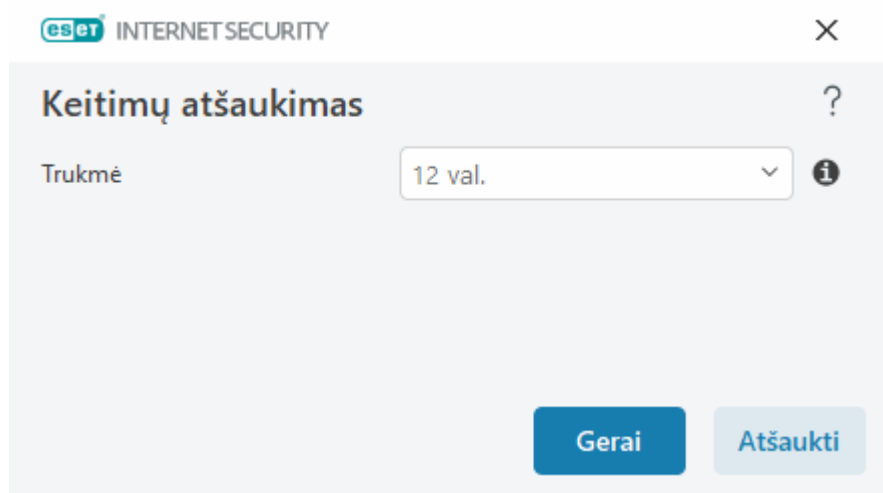 eset INTERNET SECURITY
Keitimų atšaukimas
?
Trukmė
12 val.
Gerai
Atšaukti